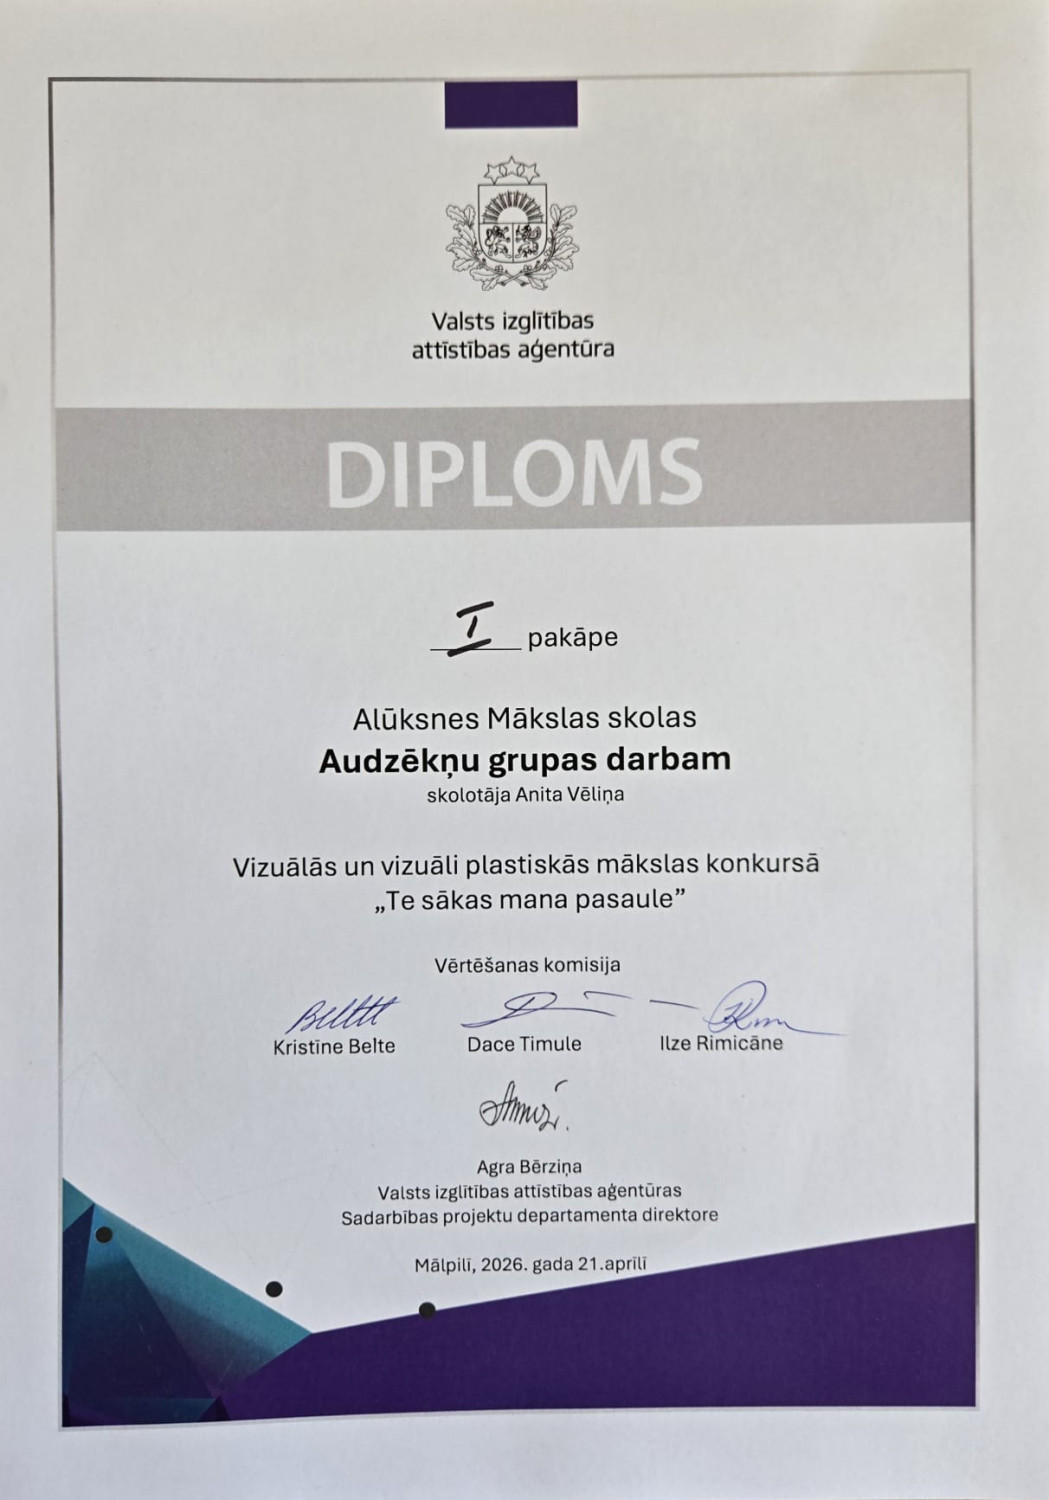 Valsts izglītības
attīstības aģentūra
DIPLOMS
I pakāpe
Alūksnes Mākslas skolas
Audzēkņu grupas darbam
skolotāja Anita Vēliņa
Vizuālās un vizuāli plastiskās mākslas konkursā
„Te sākas mana pasaule”
Vērtēšanas komisija
Kristīne Belte Dace Timule Ilze Rimicāne
Agra Bērziņa
Valsts izglītības attīstības aģentūras
Sadarbības projektu departamenta direktore
Mālpilī, 2026. gada 21.aprīlī